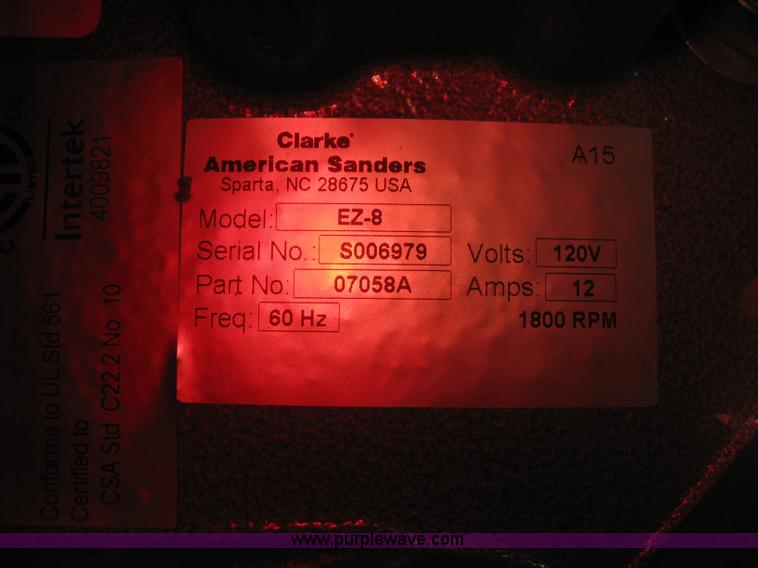 Clarke®
American Sanders
Sparta, NC 28675 USA
A15
Model: EZ-8
Serial No.: S006979
Volts: 120V
Part No: 07058A
Amps: 12
Freq: 60 Hz
1800 RPM
C
US
LISTED
Intertek
4009821
Conforms to UL Std 561
Certified to
CSA Std C22.2 No. 10
www.purplewave.com